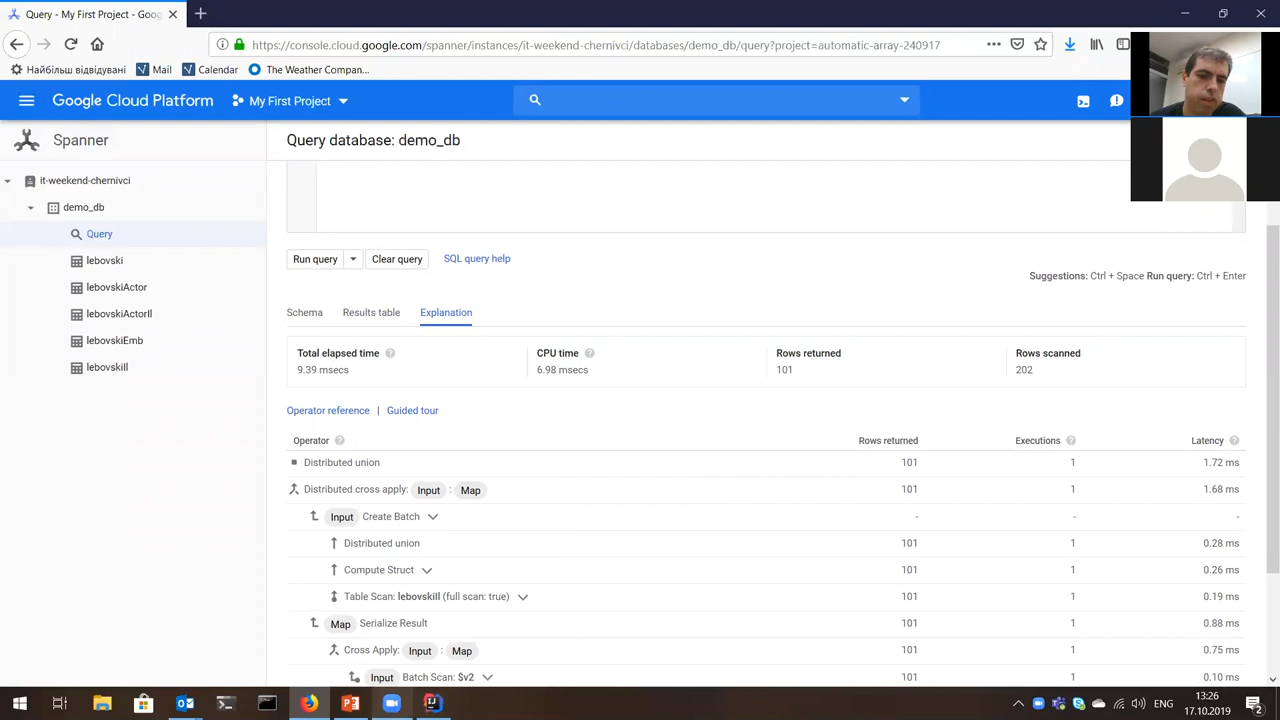 Query - My First Project - Goog
https://console.cloud.google.com/spanner/instances/it-weekend-chernivci/databases/demo_db/query?project=automatic-array-240917
Найбільш відвідувані Mail Calendar The Weather Compan...
Google Cloud Platform My First Project
Spanner Query database: demo_db
it-weekend-chernivci
demo_db
Query
lebovski
lebovskiActor
lebovskiActorIl
lebovskiEmb
lebovskiIl
Run query Clear query SQL query help
Suggestions: Ctrl + Space Run query: Ctrl + Enter
Schema Results table Explanation
Total elapsed time CPU time Rows returned Rows scanned
9.39 msecs 6.98 msecs 101 202
Operator reference | Guided tour
Operator Rows returned Executions Latency
Distributed union 101 1 1.72 ms
Distributed cross apply: Input : Map 101 1 1.68 ms
Input Create Batch - - -
Distributed union 101 1 0.28 ms
Compute Struct 101 1 0.26 ms
Table Scan: lebovskiIl (full scan: true) 101 1 0.19 ms
Map Serialize Result 101 1 0.88 ms
Cross Apply: Input : Map 101 1 0.75 ms
Input Batch Scan: $v2 101 1 0.10 ms
ENG 13:26
17.10.2019
2